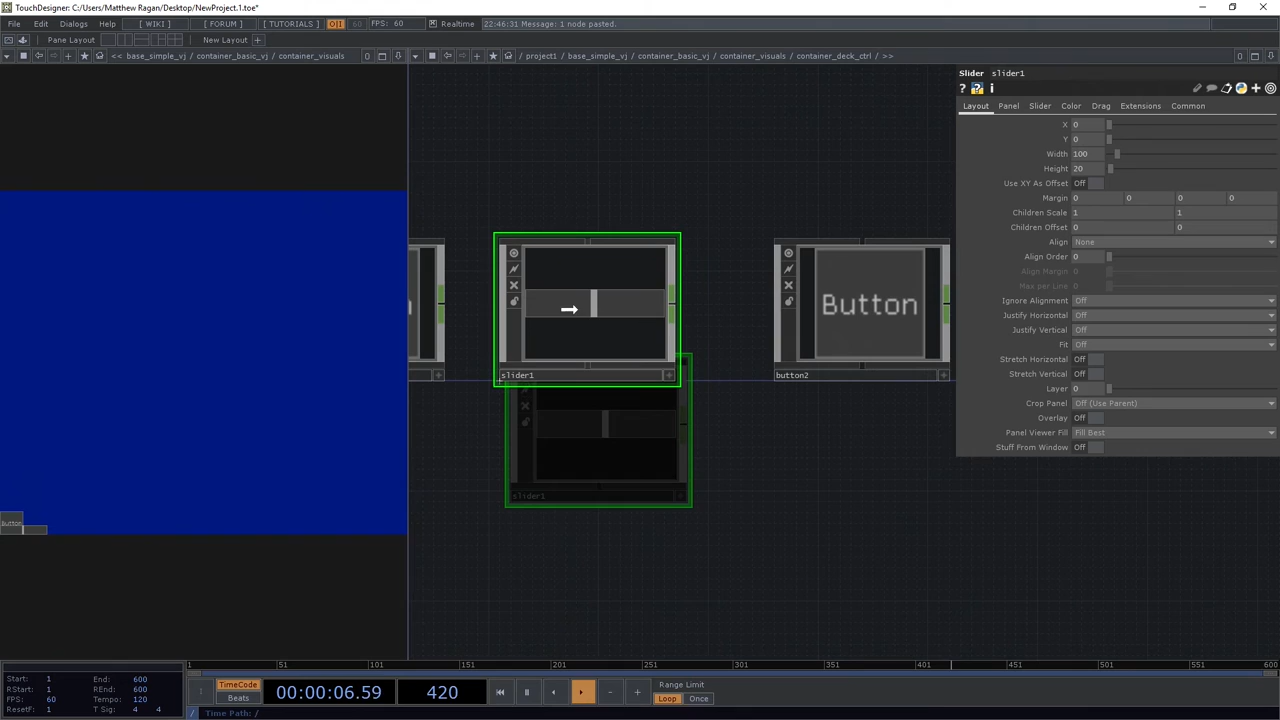 TouchDesigner: C:/Users/Matthew Ragan/Desktop/NewProject.1.toe*
File Edit Dialogs Help [ WIKI ] [ FORUM ] [ TUTORIALS ] O|I 60 FPS: 60 Realtime 22:46:31 Message: 1 node pasted.
Pane Layout New Layout +
<< base_simple_vj / container_basic_vj / container_visuals 0
/ project1 / base_simple_vj / container_basic_vj / container_visuals / container_deck_ctrl / >> 0
Slider slider1
Layout Panel Slider Color Drag Extensions Common
X 0
Y 0
Width 100
Height 20
Use XY As Offset Off
Margin 0 0 0 0
Children Scale 1 1
Children Offset 0 0
Align None
Align Order 0
Align Margin 0
Max per Line 0
Ignore Alignment Off
Justify Horizontal Off
Justify Vertical Off
Fit Off
Stretch Horizontal Off
Stretch Vertical Off
Layer 0
Crop Panel Off (Use Parent)
Overlay Off
Panel Viewer Fill Fill Best
Stuff From Window Off
Button
slider1
button2
slider1
Button
1 51 101 151 201 251 301 351 401 451 501 551 600
Start: 1 End: 600
RStart: 1 REnd: 600
FPS: 60 Tempo: 120
ResetF: 1 T Sig: 4 4
TimeCode
Beats
00:00:06.59
420
Range Limit
Loop Once
/ Time Path: /